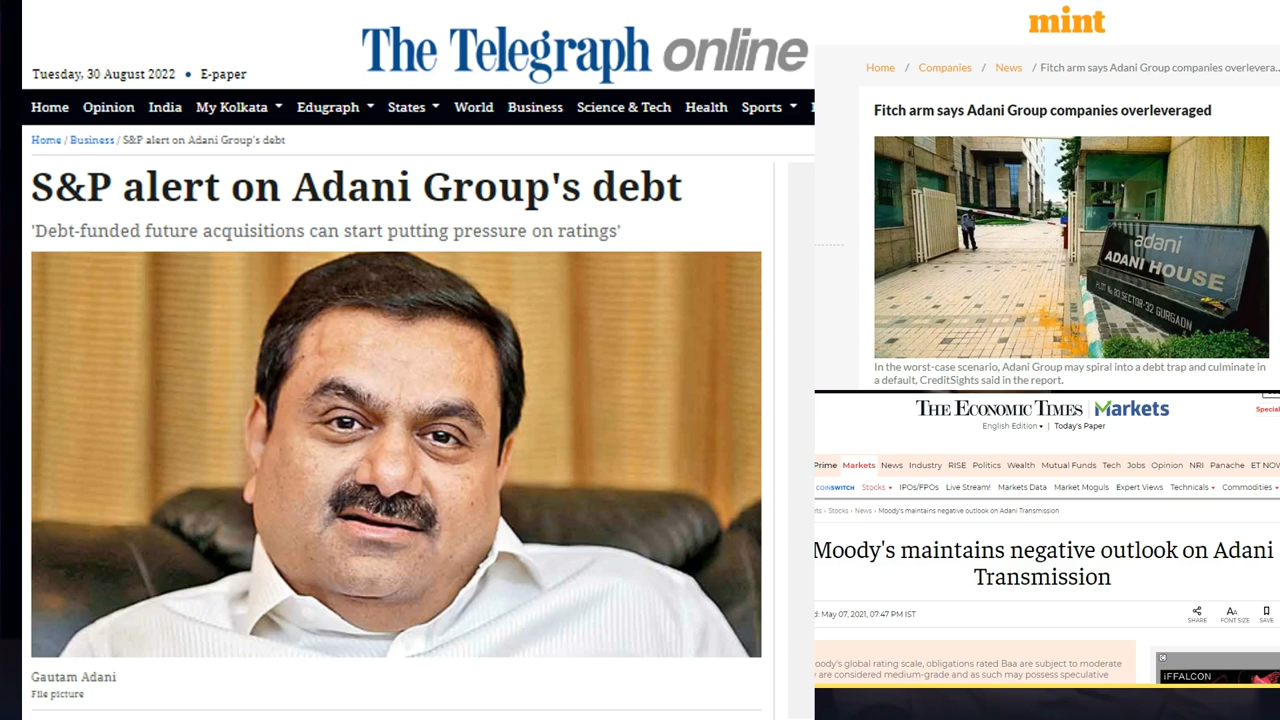 The Telegraph online
Tuesday, 30 August 2022 • E-paper
Home Opinion India My Kolkata Edugraph States World Business Science & Tech Health Sports
Home / Business / S&P alert on Adani Group's debt
S&P alert on Adani Group's debt
'Debt-funded future acquisitions can start putting pressure on ratings'
Gautam Adani
File picture
mint
Home / Companies / News / Fitch arm says Adani Group companies overlevera...
Fitch arm says Adani Group companies overleveraged
adani
ADANI HOUSE
PLOT No 83, SECTOR-32 GURGAON
In the worst-case scenario, Adani Group may spiral into a debt trap and culminate in
a default, CreditSights said in the report.
THE ECONOMIC TIMES | Markets
English Edition | Today's Paper
Special
Prime Markets News Industry RISE Politics Wealth Mutual Funds Tech Jobs Opinion NRI Panache ET NOW
COINSWITCH Stocks IPOs/FPOs Live Stream! Markets Data Market Moguls Expert Views Technicals Commodities
ets › Stocks › News › Moody's maintains negative outlook on Adani Transmission
Moody's maintains negative outlook on Adani
Transmission
d: May 07, 2021, 07:47 PM IST
SHARE FONT SIZE SAVE
oody's global rating scale, obligations rated Baa are subject to moderate
y are considered medium-grade and as such may possess speculative
iFFALCON